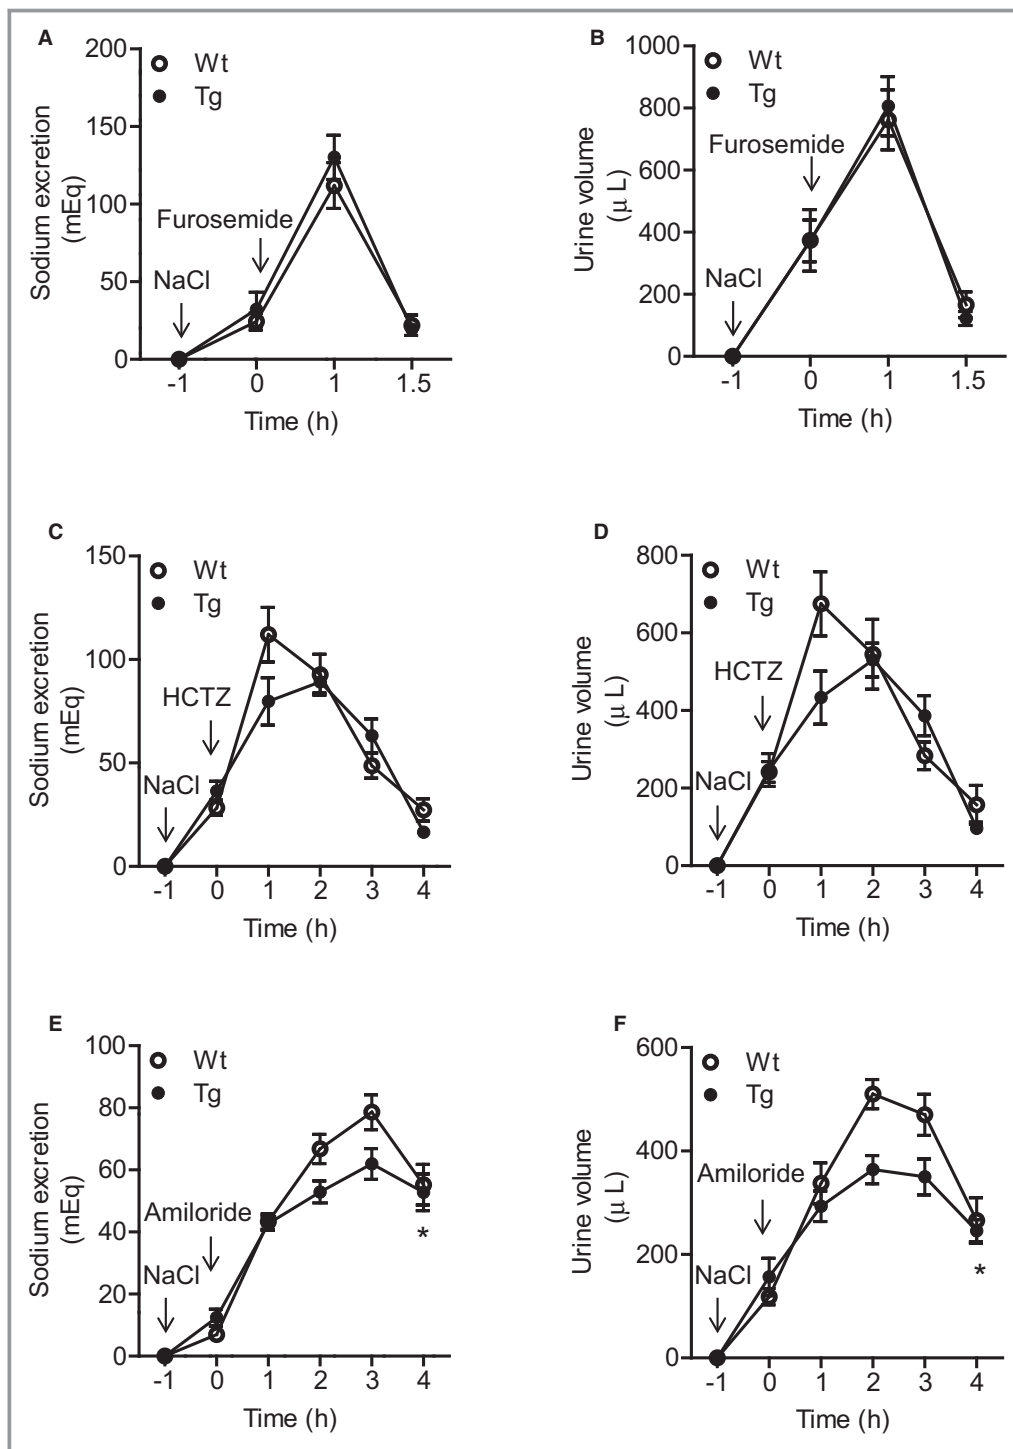 A
200
150
100
50
0
Sodium excretion
(mEq)
Wt
Tg
Furosemide
NaCl
-1 0 1 1.5
Time (h)
B
1000
800
600
400
200
0
Urine volume
(μ L)
Wt
Tg
Furosemide
NaCl
-1 0 1 1.5
Time (h)
C
150
100
50
0
Sodium excretion
(mEq)
Wt
Tg
HCTZ
NaCl
-1 0 1 2 3 4
Time (h)
D
800
600
400
200
0
Urine volume
(μ L)
Wt
Tg
HCTZ
NaCl
-1 0 1 2 3 4
Time (h)
E
100
80
60
40
20
0
Sodium excretion
(mEq)
Wt
Tg
Amiloride
NaCl
*
-1 0 1 2 3 4
Time (h)
F
600
400
200
0
Urine volume
(μ L)
Wt
Tg
Amiloride
NaCl
*
-1 0 1 2 3 4
Time (h)